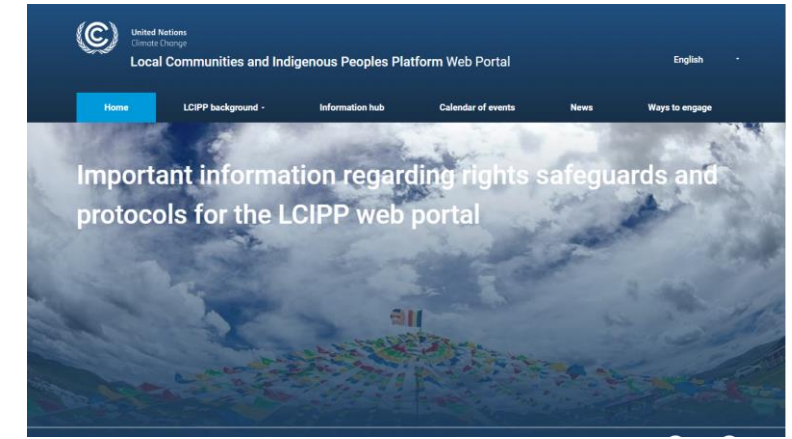 United Nations
Climate Change
Local Communities and Indigenous Peoples Platform Web Portal
English
Home
LCIPP background
Information hub
Calendar of events
News
Ways to engage
Important information regarding rights safeguards and
protocols for the LCIPP web portal